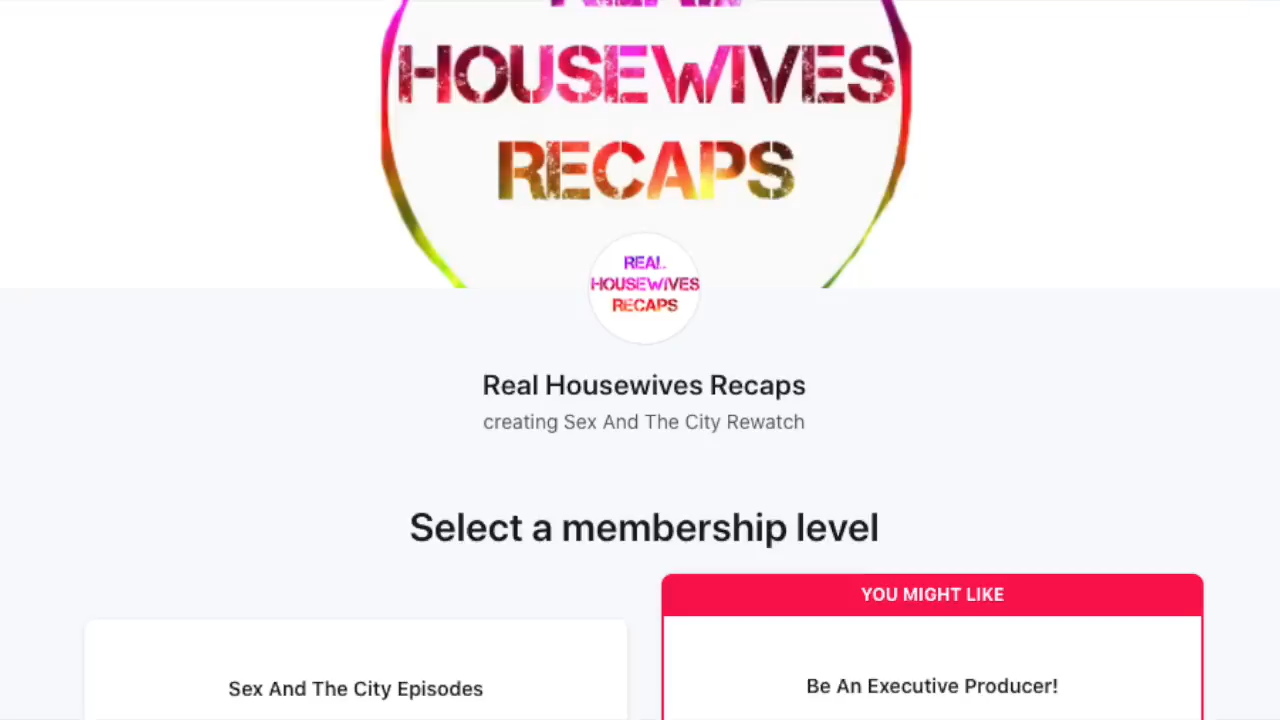 REAL
HOUSEWIVES
RECAPS
REAL
HOUSEWIVES
RECAPS
Real Housewives Recaps
creating Sex And The City Rewatch
Select a membership level
YOU MIGHT LIKE
Sex And The City Episodes
Be An Executive Producer!